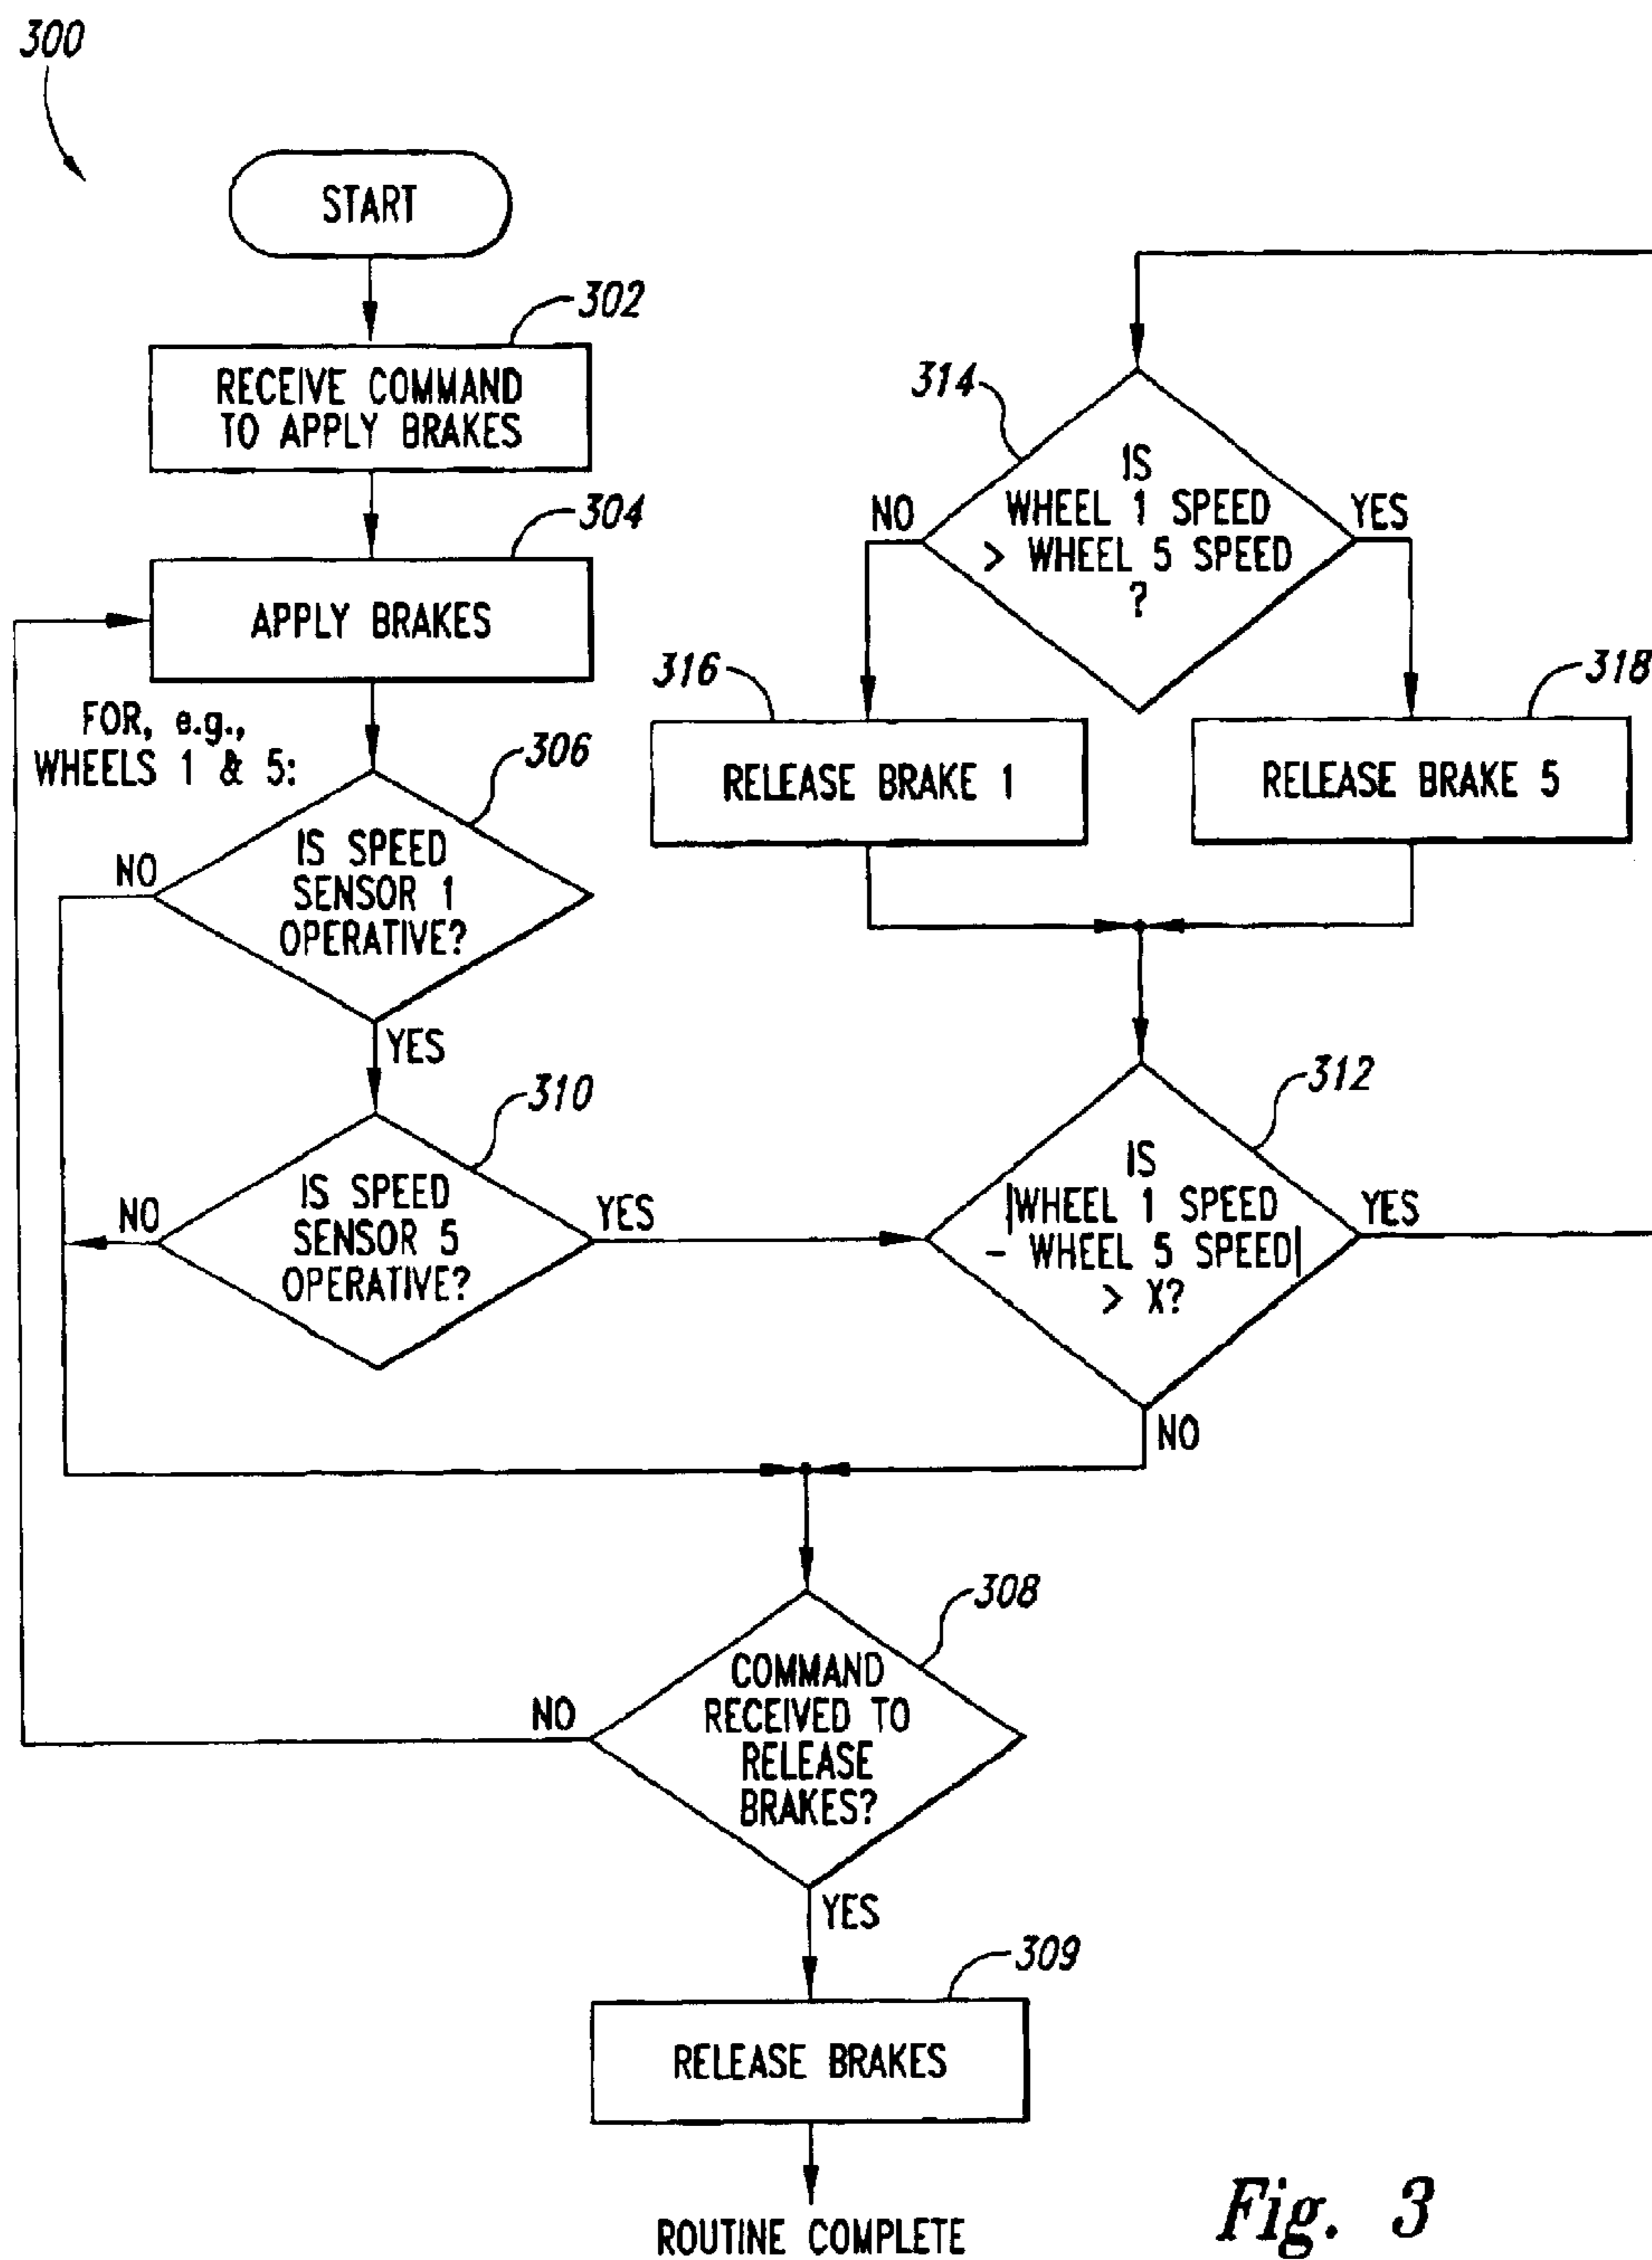 300
START
302
RECEIVE COMMAND
TO APPLY BRAKES
304
APPLY BRAKES
FOR, e.g.,
WHEELS 1 & 5:
306
IS SPEED
SENSOR 1
OPERATIVE?
NO
YES
310
IS SPEED
SENSOR 5
OPERATIVE?
NO
YES
314
IS
WHEEL 1 SPEED
> WHEEL 5 SPEED
?
NO
YES
316
RELEASE BRAKE 1
318
RELEASE BRAKE 5
312
IS
|WHEEL 1 SPEED
- WHEEL 5 SPEED|
> X?
YES
NO
308
COMMAND
RECEIVED TO
RELEASE
BRAKES?
NO
YES
309
RELEASE BRAKES
ROUTINE COMPLETE
Fig. 3